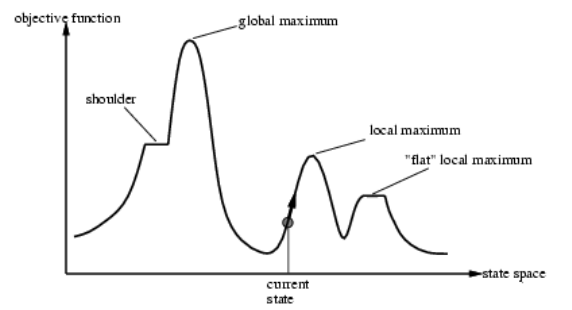 objective function
global maximum
shoulder
local maximum
"flat" local maximum
state space
current
state